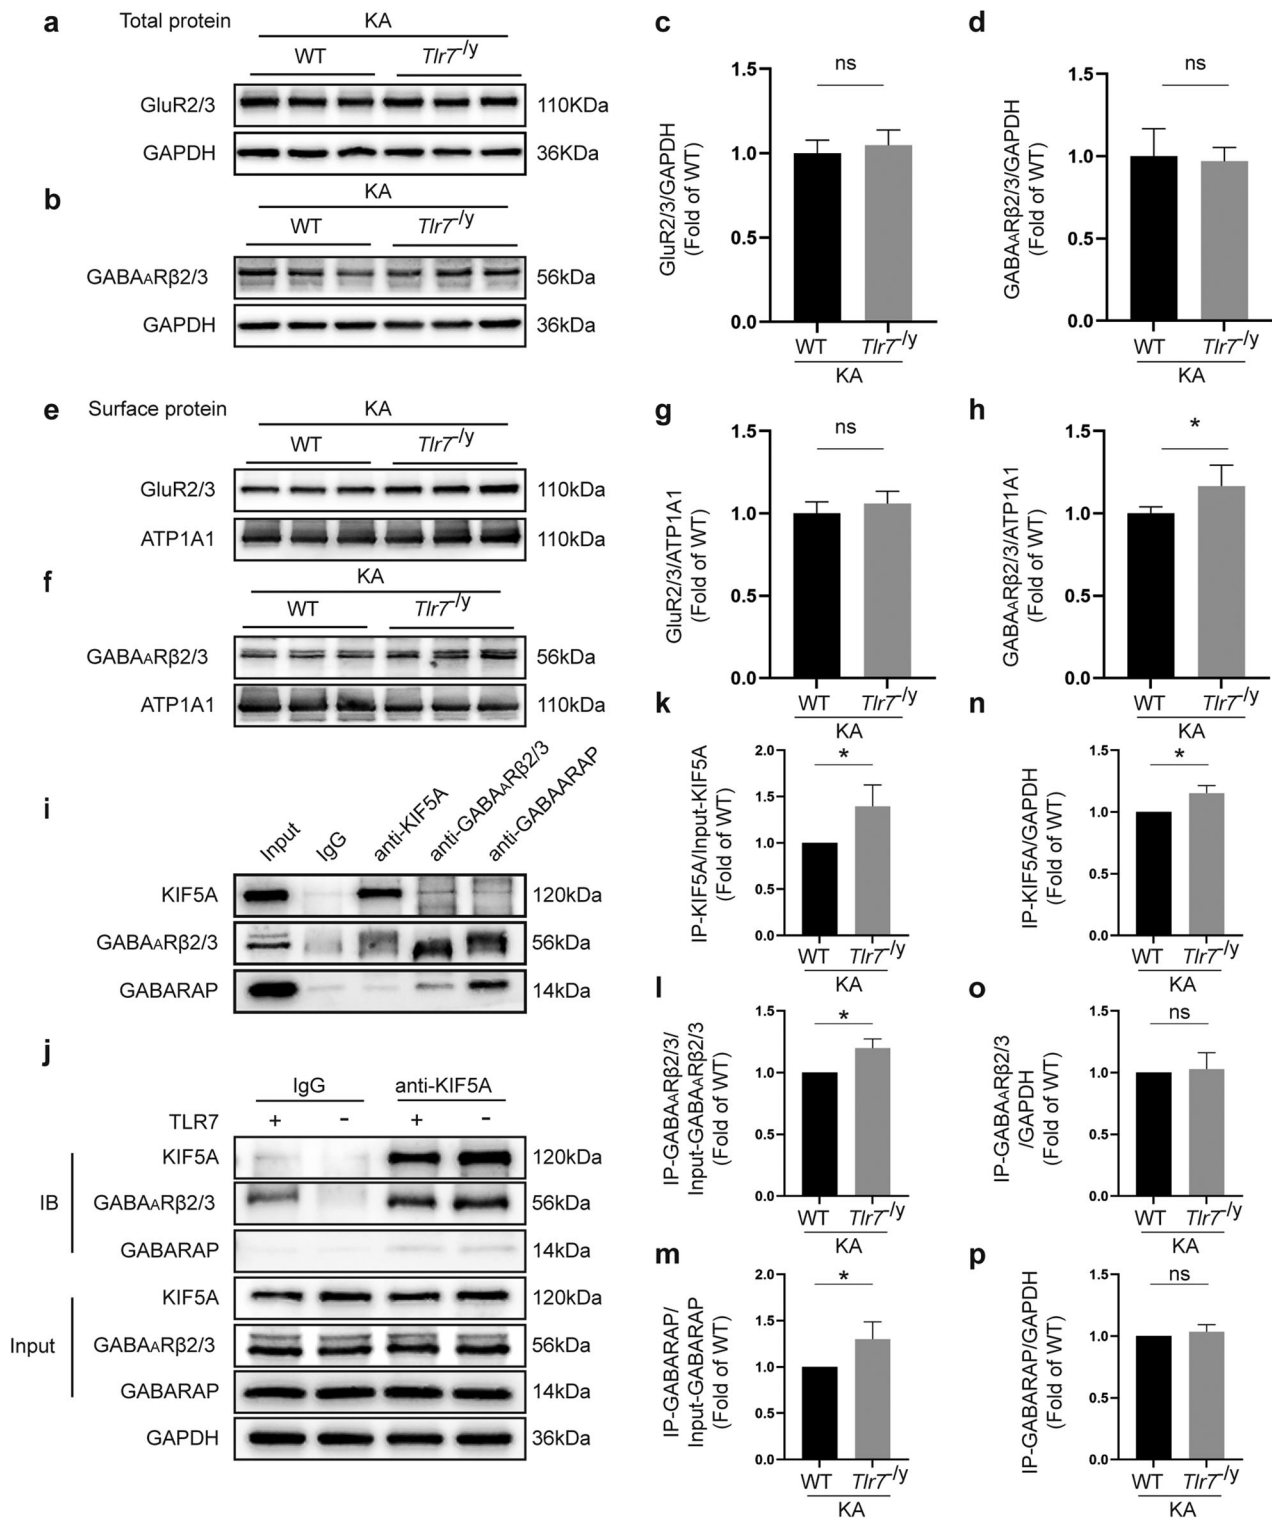 a Total protein KA
WT Tlr7-/y
GluR2/3 110KDa
GAPDH 36KDa
b KA
WT Tlr7-/y
GABAARβ2/3 56kDa
GAPDH 36kDa
c
GluR2/3/GAPDH
(Fold of WT)
ns
1.5
1.0
0.5
0.0
WT Tlr7-/y
KA
d
GABAARβ2/3/GAPDH
(Fold of WT)
ns
1.5
1.0
0.5
0.0
WT Tlr7-/y
KA
e Surface protein KA
WT Tlr7-/y
GluR2/3 110kDa
ATP1A1 110kDa
f KA
WT Tlr7-/y
GABAARβ2/3 56kDa
ATP1A1 110kDa
g
GluR2/3/ATP1A1
(Fold of WT)
ns
1.5
1.0
0.5
0.0
WT Tlr7-/y
KA
h
GABAARβ2/3/ATP1A1
(Fold of WT)
*
1.5
1.0
0.5
0.0
WT Tlr7-/y
KA
i
Input IgG anti-KIF5A anti-GABAARβ2/3 anti-GABAARAP
KIF5A 120kDa
GABAARβ2/3 56kDa
GABARAP 14kDa
j
IgG anti-KIF5A
TLR7 + - + -
IB
KIF5A 120kDa
GABAARβ2/3 56kDa
GABARAP 14kDa
Input
KIF5A 120kDa
GABAARβ2/3 56kDa
GABARAP 14kDa
GAPDH 36kDa
k
IP-KIF5A/Input-KIF5A
(Fold of WT)
*
2.0
1.5
1.0
0.5
0.0
WT Tlr7-/y
KA
n
IP-KIF5A/GAPDH
(Fold of WT)
*
1.5
1.0
0.5
0.0
WT Tlr7-/y
KA
l
IP-GABAARβ2/3/
Input-GABAARβ2/3
(Fold of WT)
*
1.5
1.0
0.5
0.0
WT Tlr7-/y
KA
o
IP-GABAARβ2/3
/GAPDH
(Fold of WT)
ns
1.5
1.0
0.5
0.0
WT Tlr7-/y
KA
m
IP-GABARAP/
Input-GABARAP
(Fold of WT)
*
2.0
1.5
1.0
0.5
0.0
WT Tlr7-/y
KA
p
IP-GABARAP/GAPDH
(Fold of WT)
ns
1.5
1.0
0.5
0.0
WT Tlr7-/y
KA